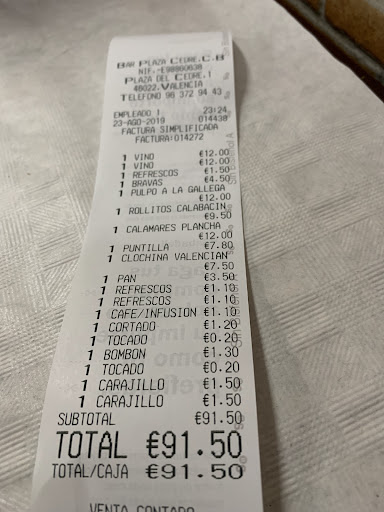 BAR PLAZA CEDRE,C.B
NIF.-E98800638
PLAZA DEL CEDRE,1
46022,VALENCIA
TELEFONO 96 372 94 43
EMPLEADO 1 23:24
23-AGO-2019 014438
FACTURA SIMPLIFICADA
FACTURA:014272
1 VINO €12.00
1 VINO €12.00
1 REFRESCOS €1.50
1 BRAVAS €4.50
1 PULPO A LA GALLEGA
€12.00
1 ROLLITOS CALABACIN
€9.50
1 CALAMARES PLANCHA
€12.00
1 PUNTILLA €7.80
1 CLOCHINA VALENCIAN
€7.50
1 PAN €3.50
1 REFRESCOS €1.10
1 REFRESCOS €1.10
1 CAFE/INFUSION €1.10
1 CORTADO €1.20
1 TOCADO €0.20
1 BOMBON €1.30
1 TOCADO €0.20
1 CARAJILLO €1.50
1 CARAJILLO €1.50
SUBTOTAL €91.50
TOTAL €91.50
TOTAL/CAJA €91.50
VENTA CONTADO